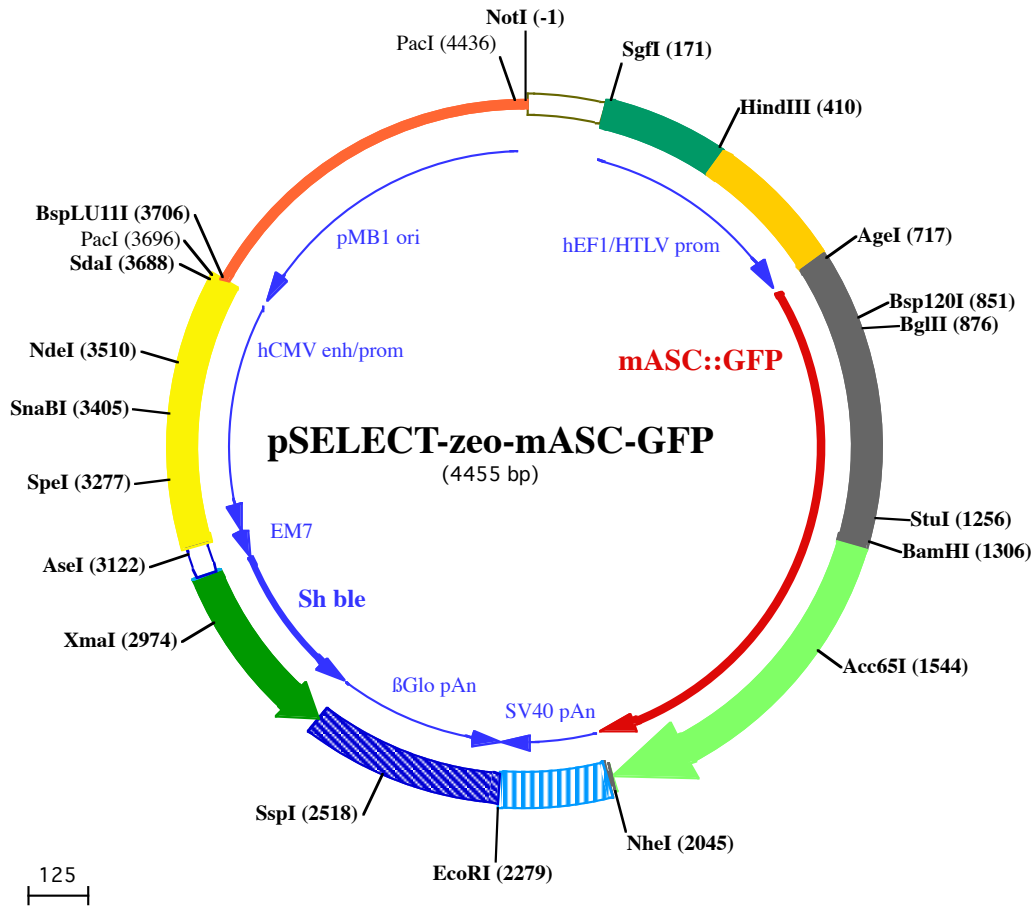 NotI (-1)
PacI (4436)
SgfI (171)
HindIII (410)
BspLU11I (3706)
PacI (3696)
SdaI (3688)
pMB1 ori
hEF1/HTLV prom
AgeI (717)
Bsp120I (851)
BglII (876)
NdeI (3510)
hCMV enh/prom
mASC::GFP
SnaBI (3405)
pSELECT-zeo-mASC-GFP
(4455 bp)
SpeI (3277)
StuI (1256)
EM7
BamHI (1306)
AseI (3122)
Sh ble
XmaI (2974)
Acc65I (1544)
ßGlo pAn
SV40 pAn
SspI (2518)
NheI (2045)
EcoRI (2279)
125